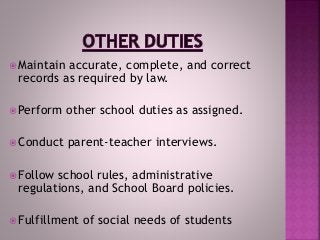 OTHER DUTIES
Maintain accurate, complete, and correct
records as required by law.
Perform other school duties as assigned.
Conduct parent-teacher interviews.
Follow school rules, administrative
regulations, and School Board policies.
Fulfillment of social needs of students